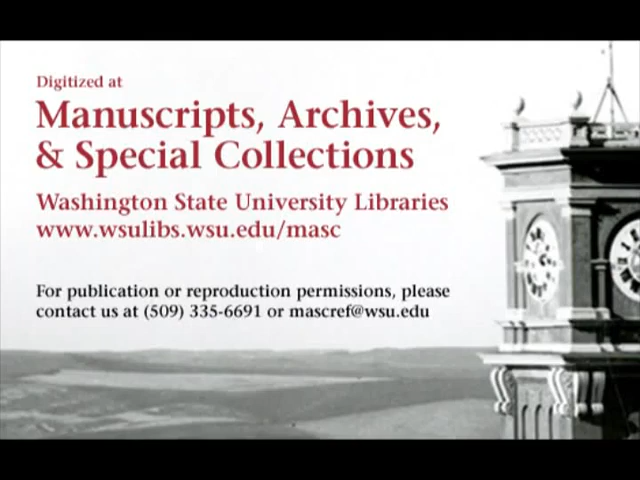 Digitized at
Manuscripts, Archives,
& Special Collections
Washington State University Libraries
www.wsulibs.wsu.edu/masc
For publication or reproduction permissions, please
contact us at (509) 335-6691 or mascref@wsu.edu